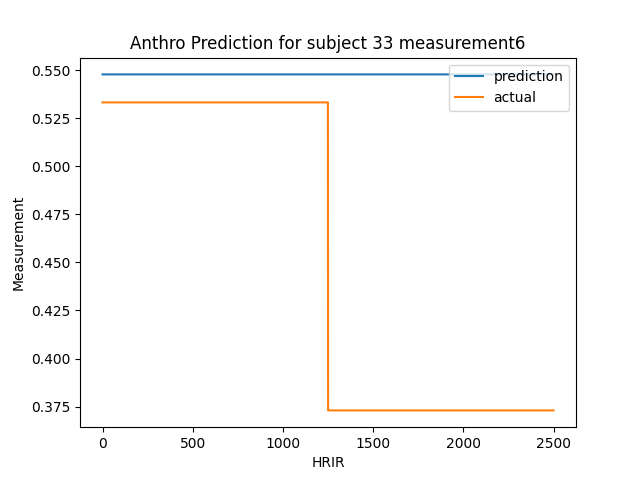 Anthro Prediction for subject 33 measurement6
prediction
actual
0.550
0.525
0.500
0.475
0.450
0.425
0.400
0.375
Measurement
0 500 1000 1500 2000 2500
HRIR